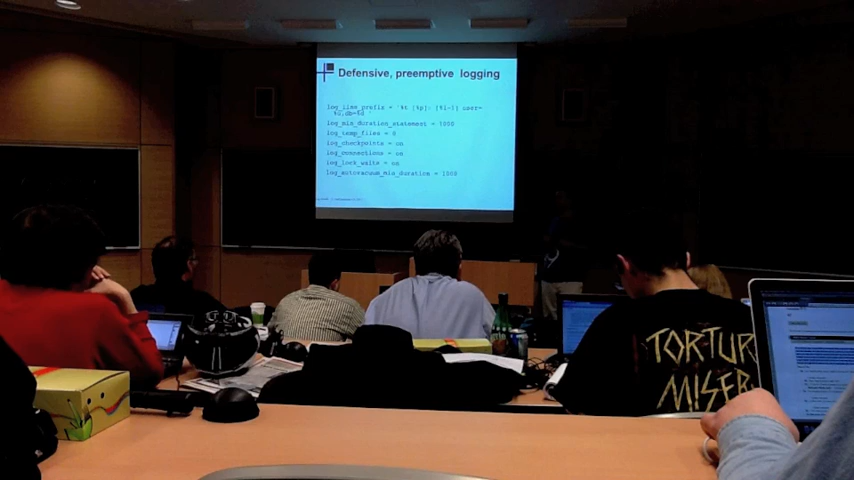 Defensive, preemptive logging
log_line_prefix = '%t [%p]: [%l-1] user=
%u,db=%d '
log_min_duration_statement = 1000
log_temp_files = 0
log_checkpoints = on
log_connections = on
log_lock_waits = on
log_autovacuum_min_duration = 1000
TORTUR
MISER